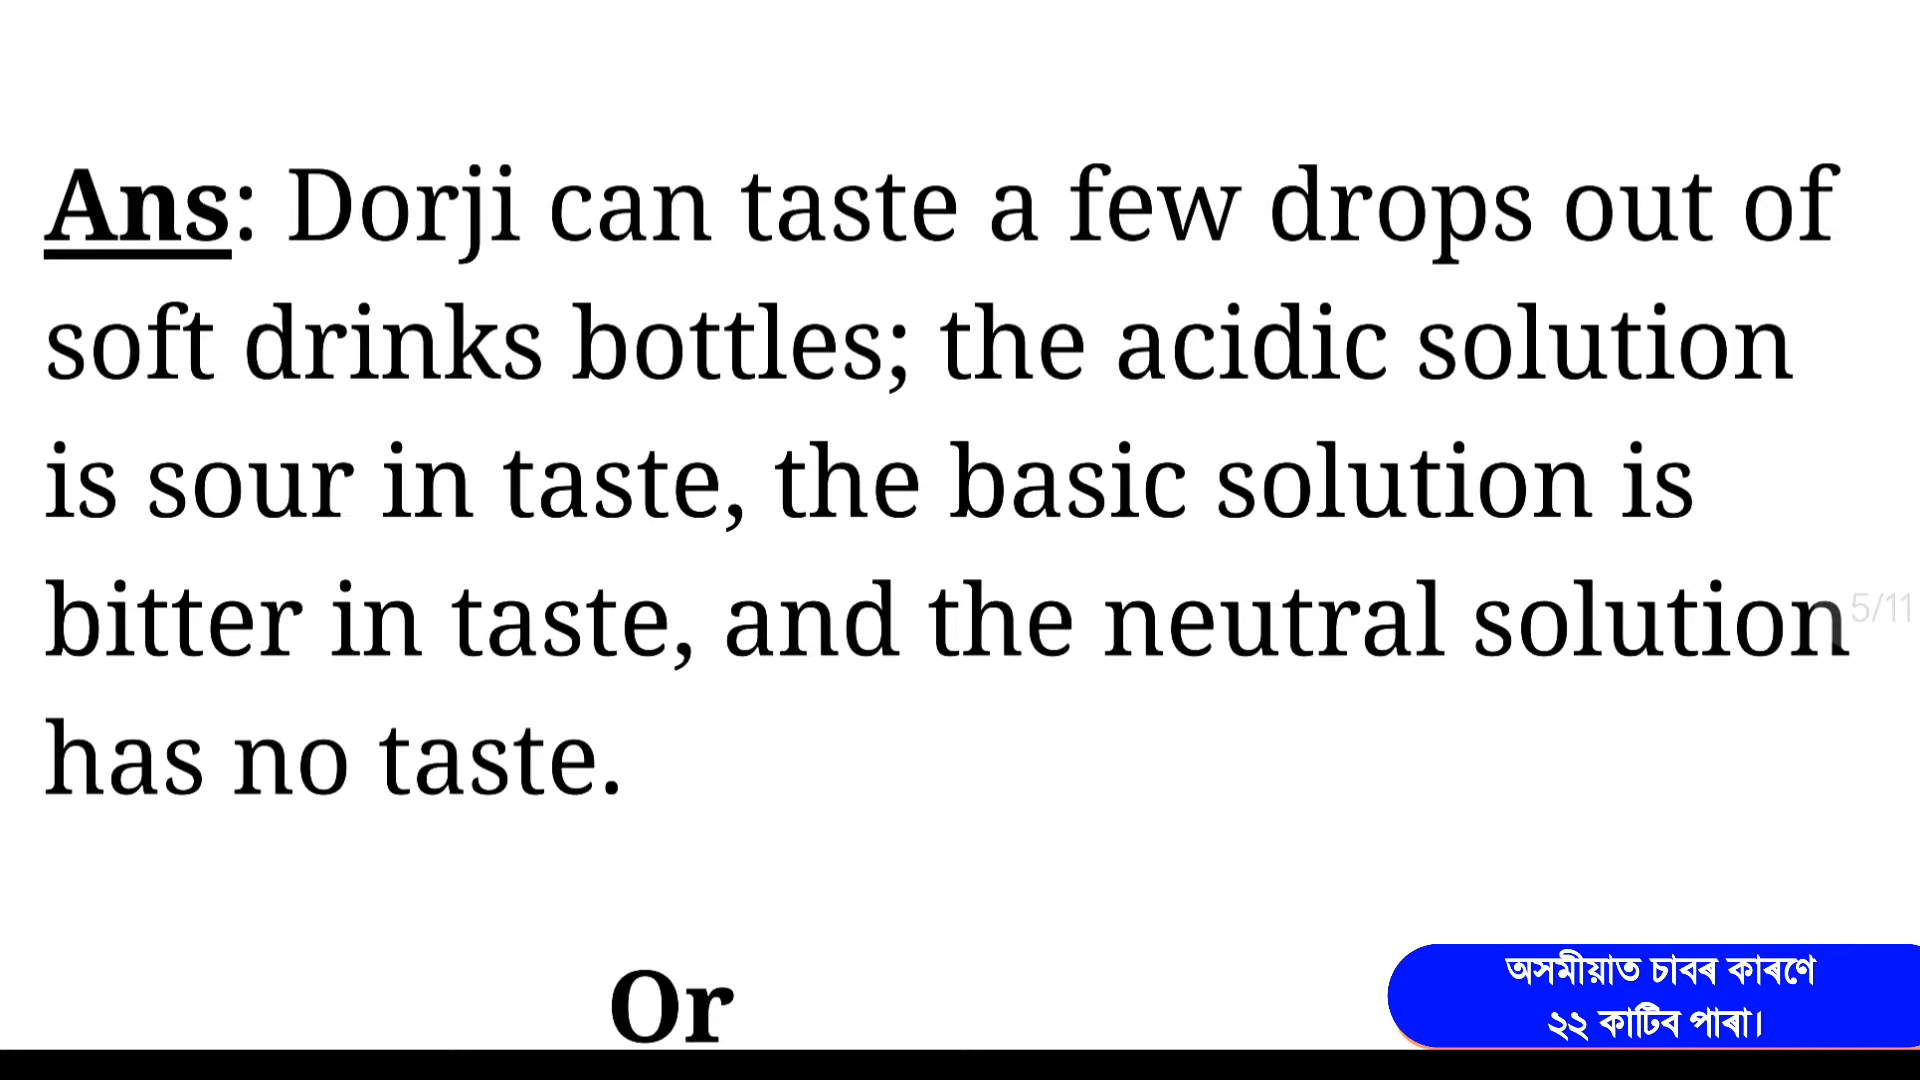 Ans: Dorji can taste a few drops out of
soft drinks bottles; the acidic solution
is sour in taste, the basic solution is
bitter in taste, and the neutral solution
5/11
has no taste.
Or
অসমীয়াত চাবৰ কাৰণে
২২ কাটিব পাৰা।